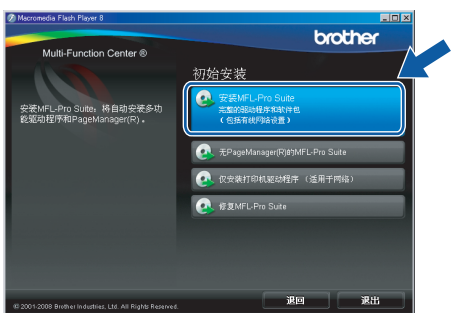 Macromedia Flash Player 8
brother
Multi-Function Center ®
初始安装
安装MFL-Pro Suite
完整的驱动程序和软件包
（包括有线网络设置）
安装MFL-Pro Suite：将自动安装多功
能驱动程序和PageManager(R)。
无PageManager(R)的MFL-Pro Suite
仅安装打印机驱动程序 （适用于网络）
修复MFL-Pro Suite
© 2001-2008 Brother Industries, Ltd. All Rights Reserved.
退回
退出